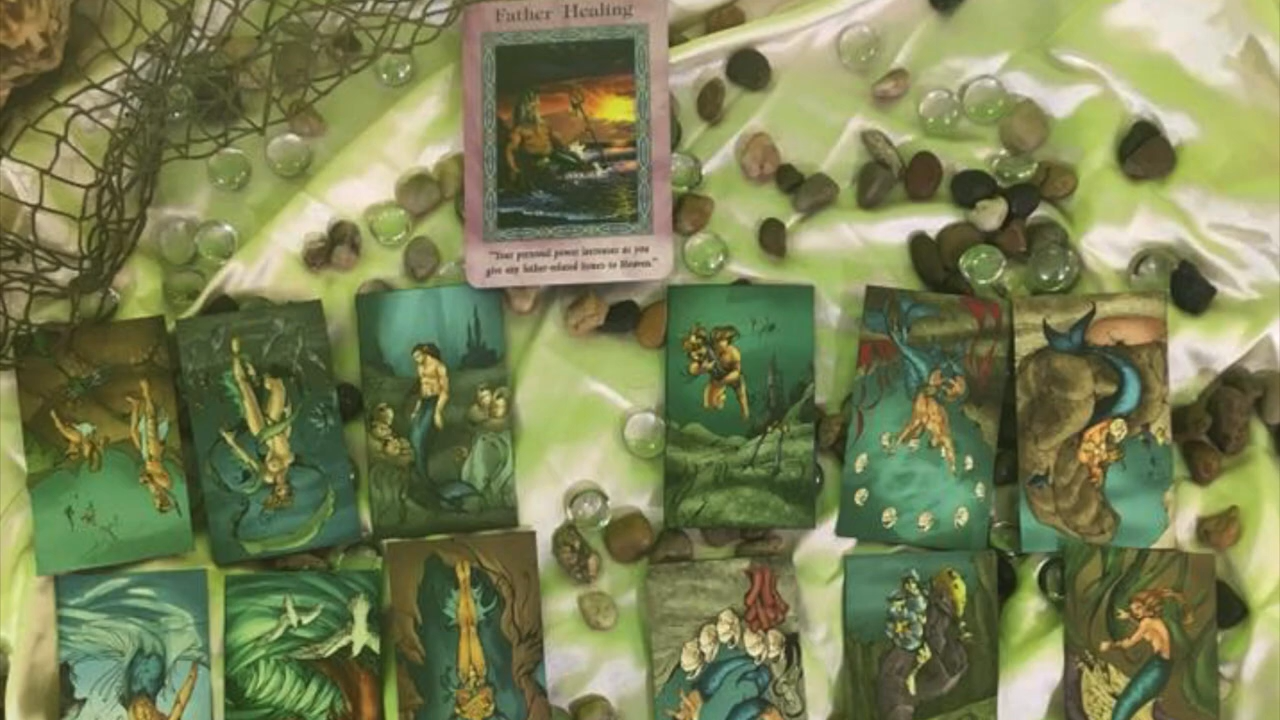 Father Healing
"Your personal power increases as you
give any father-related issues to Heaven."